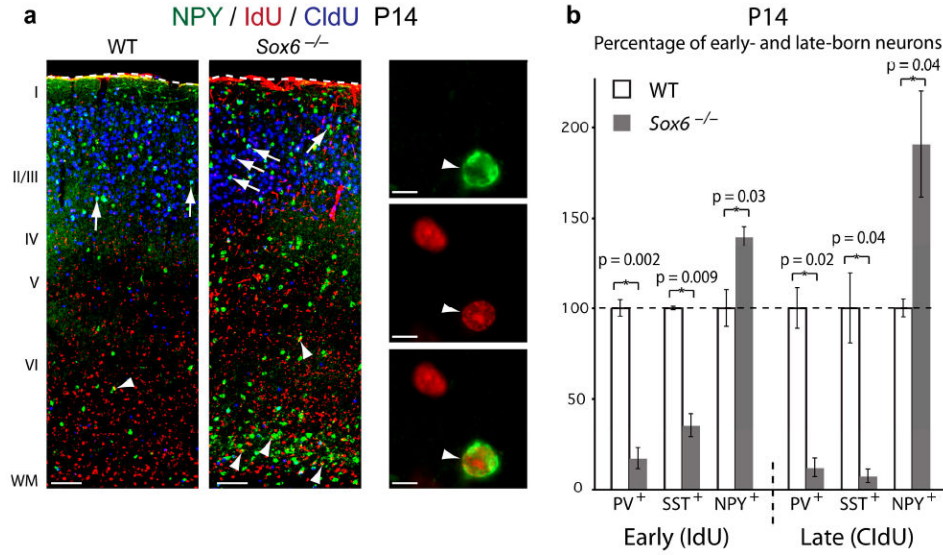 a
NPY / IdU / CldU P14
WT
Sox6 –/–
I
II/III
IV
V
VI
WM
b
P14
Percentage of early- and late-born neurons
WT
Sox6 –/–
p = 0.04
p = 0.03
p = 0.002
p = 0.009
p = 0.02
p = 0.04
*
*
*
*
*
*
200
150
100
50
0
PV+ SST+ NPY+ PV+ SST+ NPY+
Early (IdU) Late (CldU)